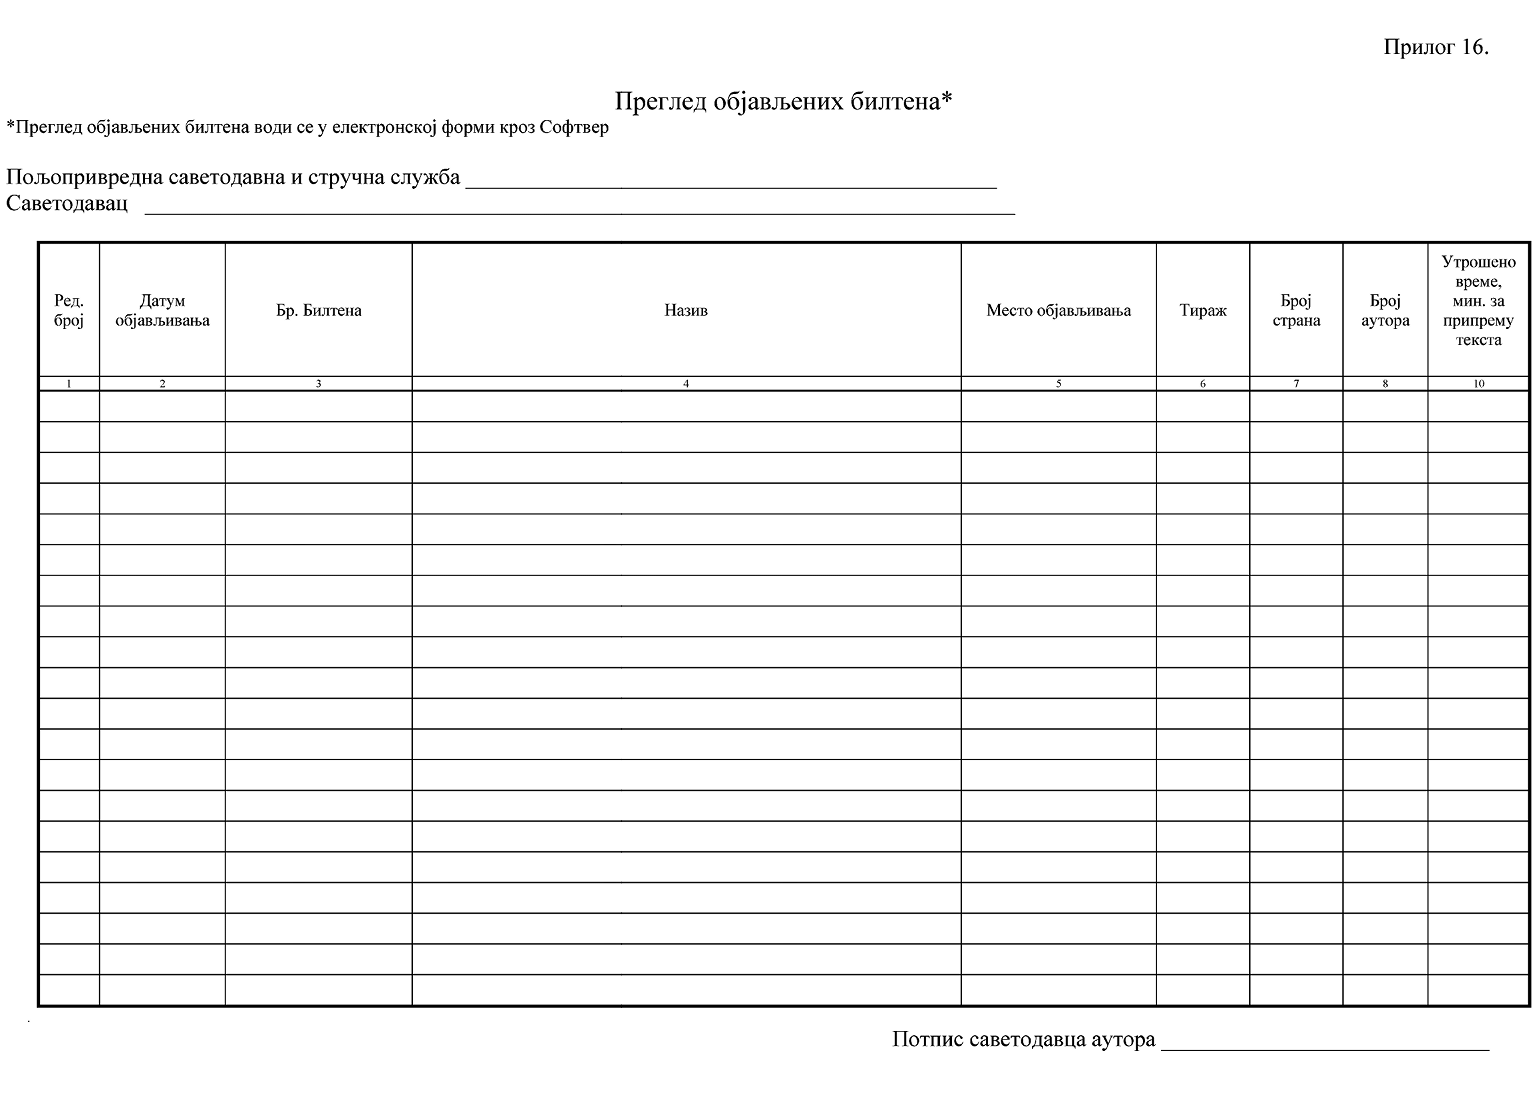 Прилог 16.
Преглед објављених билтена*
*Преглед објављених билтена води се у електронској форми кроз Софтвер
Пољопривредна саветодавна и стручна служба
Саветодавац
Ред. број
Датум објављивања
Бр. Билтена
Назив
Место објављивања
Тираж
Број страна
Број аутора
Утрошено време, мин. за припрему текста
1 2 3 4 5 6 7 8 10
Потпис саветодавца аутора